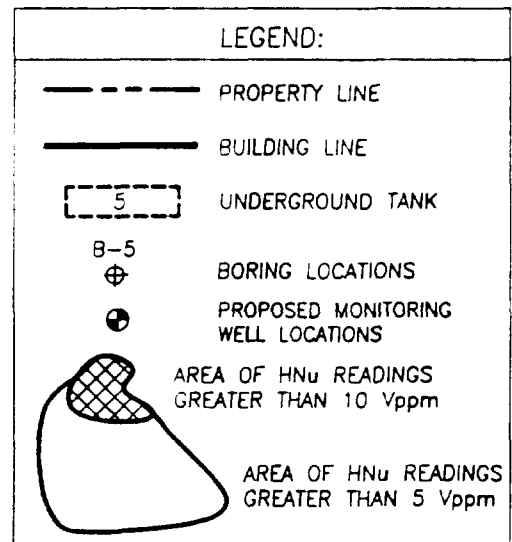 LEGEND:
PROPERTY LINE
BUILDING LINE
5
UNDERGROUND TANK
B-5
BORING LOCATIONS
PROPOSED MONITORING
WELL LOCATIONS
AREA OF HNu READINGS
GREATER THAN 10 Vppm
AREA OF HNu READINGS
GREATER THAN 5 Vppm